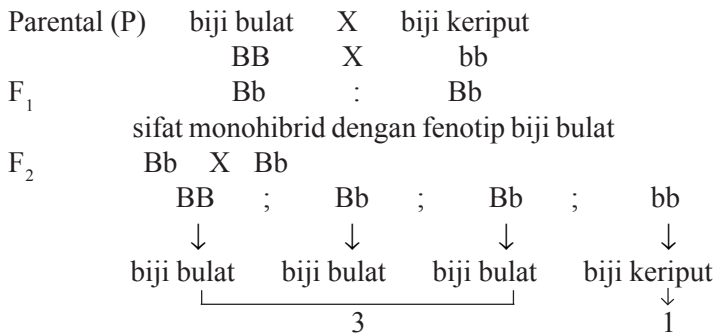 Parental (P) biji bulat X biji keriput
BB X bb
F₁ Bb : Bb
sifat monohibrid dengan fenotip biji bulat
F₂ Bb X Bb
BB ; Bb ; Bb ; bb
↓ ↓ ↓ ↓
biji bulat biji bulat biji bulat biji keriput
3 1